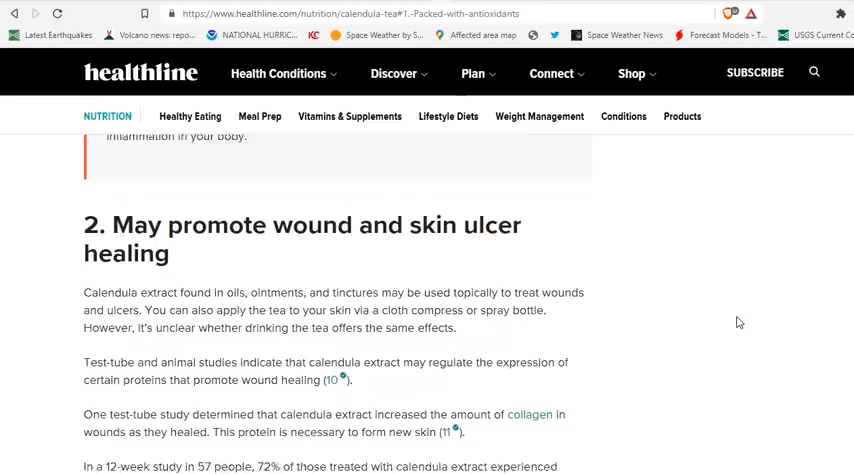 https://www.healthline.com/nutrition/calendula-tea#1.-Packed-with-antioxidants
Latest Earthquakes Volcano news: repo... NATIONAL HURRIC... KC Space Weather by S... Affected area map Space Weather News Forecast Models - T... USGS Current Co
healthline Health Conditions Discover Plan Connect Shop SUBSCRIBE
NUTRITION Healthy Eating Meal Prep Vitamins & Supplements Lifestyle Diets Weight Management Conditions Products
inflammation in your body.
2. May promote wound and skin ulcer
healing
Calendula extract found in oils, ointments, and tinctures may be used topically to treat wounds
and ulcers. You can also apply the tea to your skin via a cloth compress or spray bottle.
However, it's unclear whether drinking the tea offers the same effects.
Test-tube and animal studies indicate that calendula extract may regulate the expression of
certain proteins that promote wound healing (10).
One test-tube study determined that calendula extract increased the amount of collagen in
wounds as they healed. This protein is necessary to form new skin (11).
In a 12-week study in 57 people, 72% of those treated with calendula extract experienced